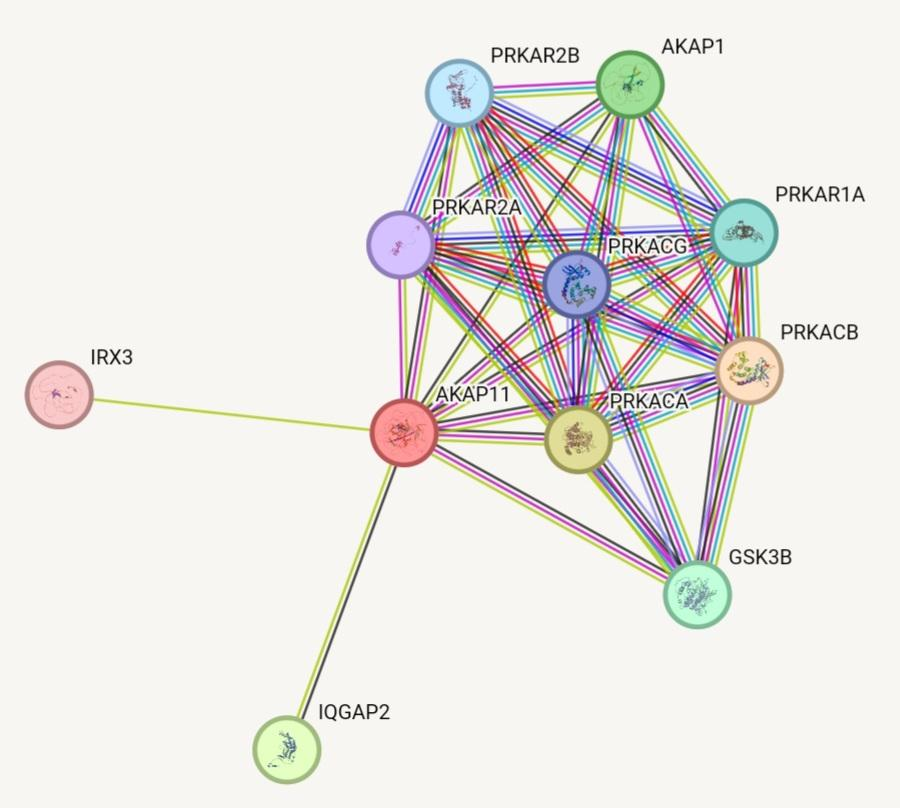 AKAP1
PRKAR2B
PRKAR1A
PRKAR2A
PRKACG
PRKACB
IRX3
AKAP11
PRKACA
GSK3B
IQGAP2